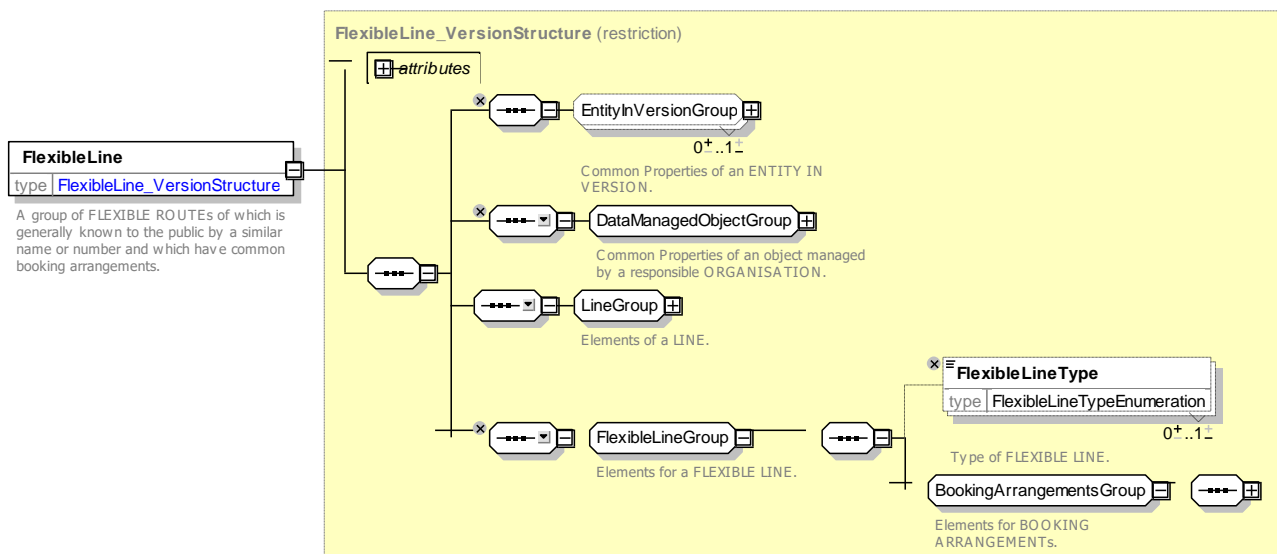 FlexibleLine_VersionStructure (restriction)
attributes
EntityInVersionGroup
0..1
Common Properties of an ENTITY IN
VERSION.
FlexibleLine
type FlexibleLine_VersionStructure
A group of FLEXIBLE ROUTEs of which is
generally known to the public by a similar
name or number and which have common
booking arrangements.
DataManagedObjectGroup
Common Properties of an object managed
by a responsible ORGANISATION.
LineGroup
Elements of a LINE.
FlexibleLineType
type FlexibleLineTypeEnumeration
0..1
Type of FLEXIBLE LINE.
FlexibleLineGroup
Elements for a FLEXIBLE LINE.
BookingArrangementsGroup
Elements for BOOKING
ARRANGEMENTs.